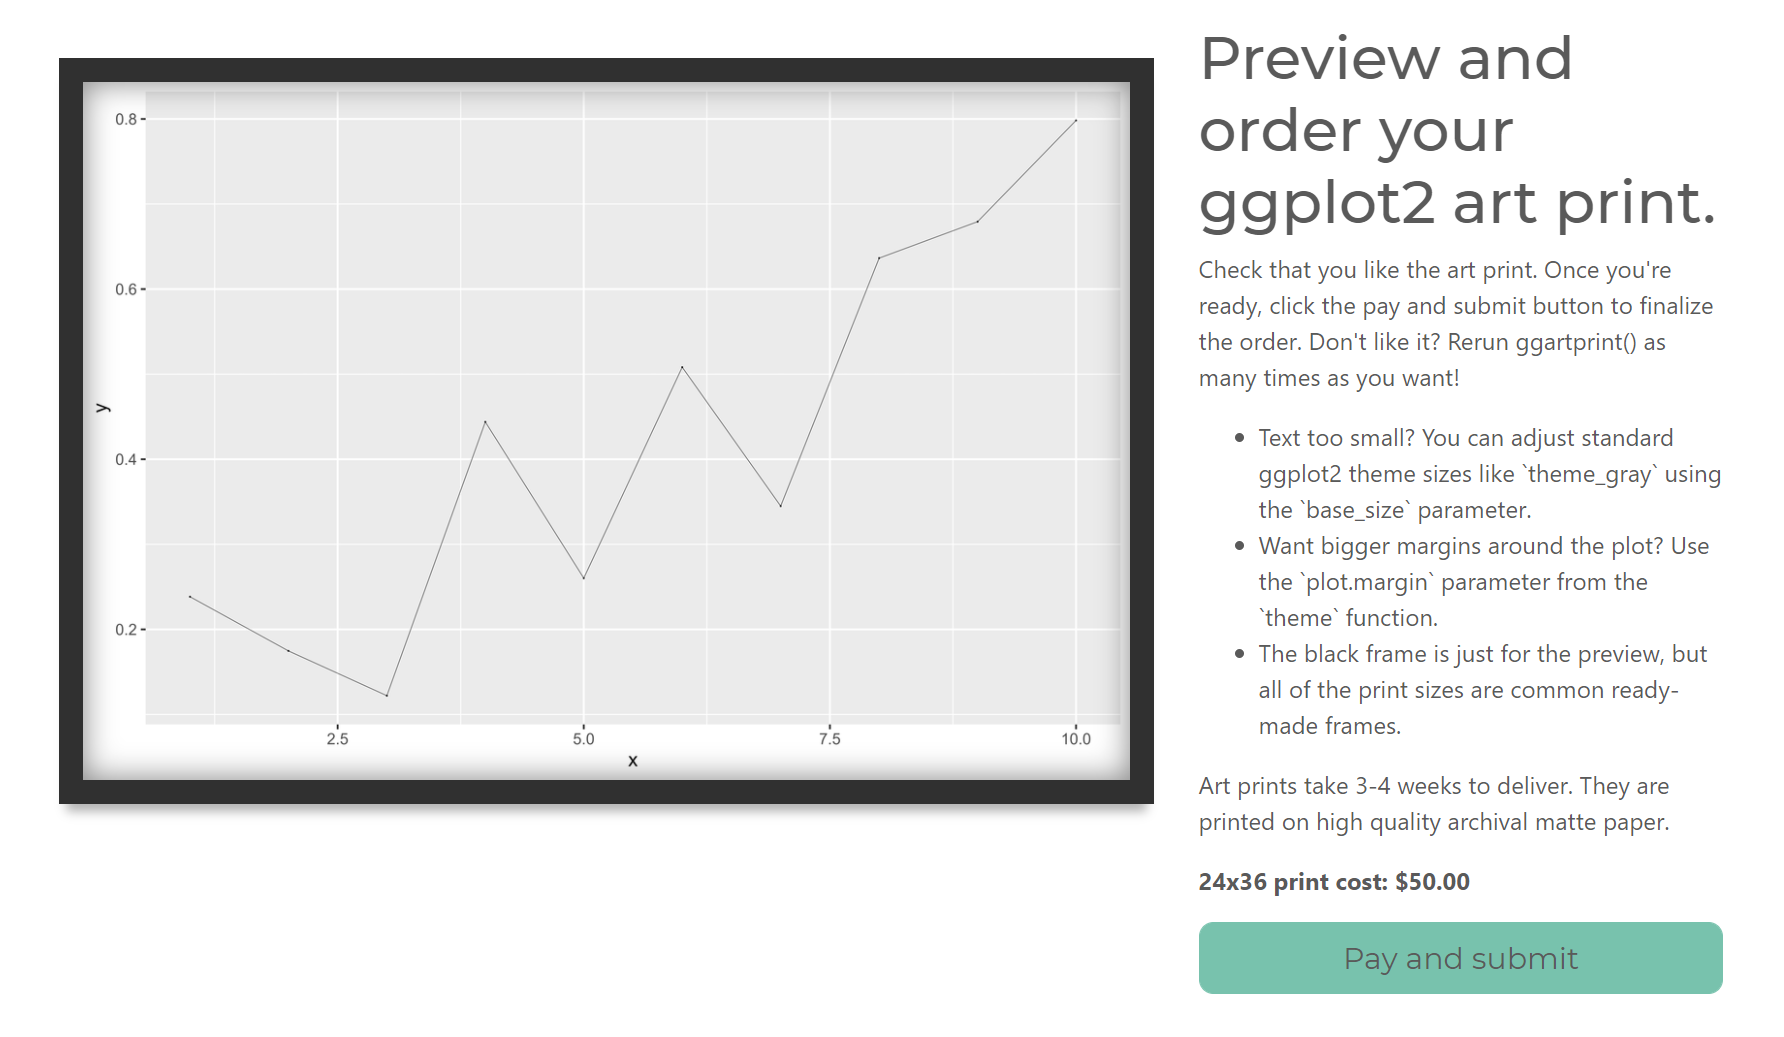 0.8
0.6
0.4
0.2
y
2.5 5.0 7.5 10.0
x
Preview and
order your
ggplot2 art print.
Check that you like the art print. Once you're
ready, click the pay and submit button to finalize
the order. Don't like it? Rerun ggartprint() as
many times as you want!
Text too small? You can adjust standard
ggplot2 theme sizes like `theme_gray` using
the `base_size` parameter.
Want bigger margins around the plot? Use
the `plot.margin` parameter from the
`theme` function.
The black frame is just for the preview, but
all of the print sizes are common ready-
made frames.
Art prints take 3-4 weeks to deliver. They are
printed on high quality archival matte paper.
24x36 print cost: $50.00
Pay and submit